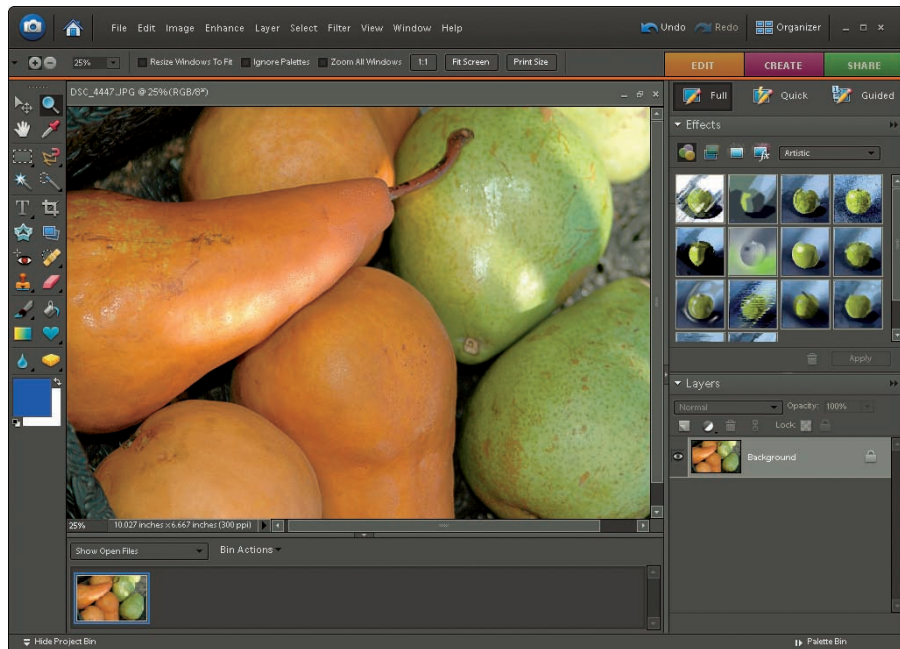 File Edit Image Enhance Layer Select Filter View Window Help
Undo Redo Organizer
25% Resize Windows To Fit Ignore Palettes Zoom All Windows 1:1 Fit Screen Print Size
EDIT CREATE SHARE
DSC_4447.JPG @ 25% (RGB/8*)
Full Quick Guided
Effects
Artistic
T
Apply
Layers
Normal Opacity: 100%
Lock:
Background
25% 10.027 inches x 6.667 inches (300 ppi)
Show Open Files Bin Actions
Hide Project Bin Palette Bin